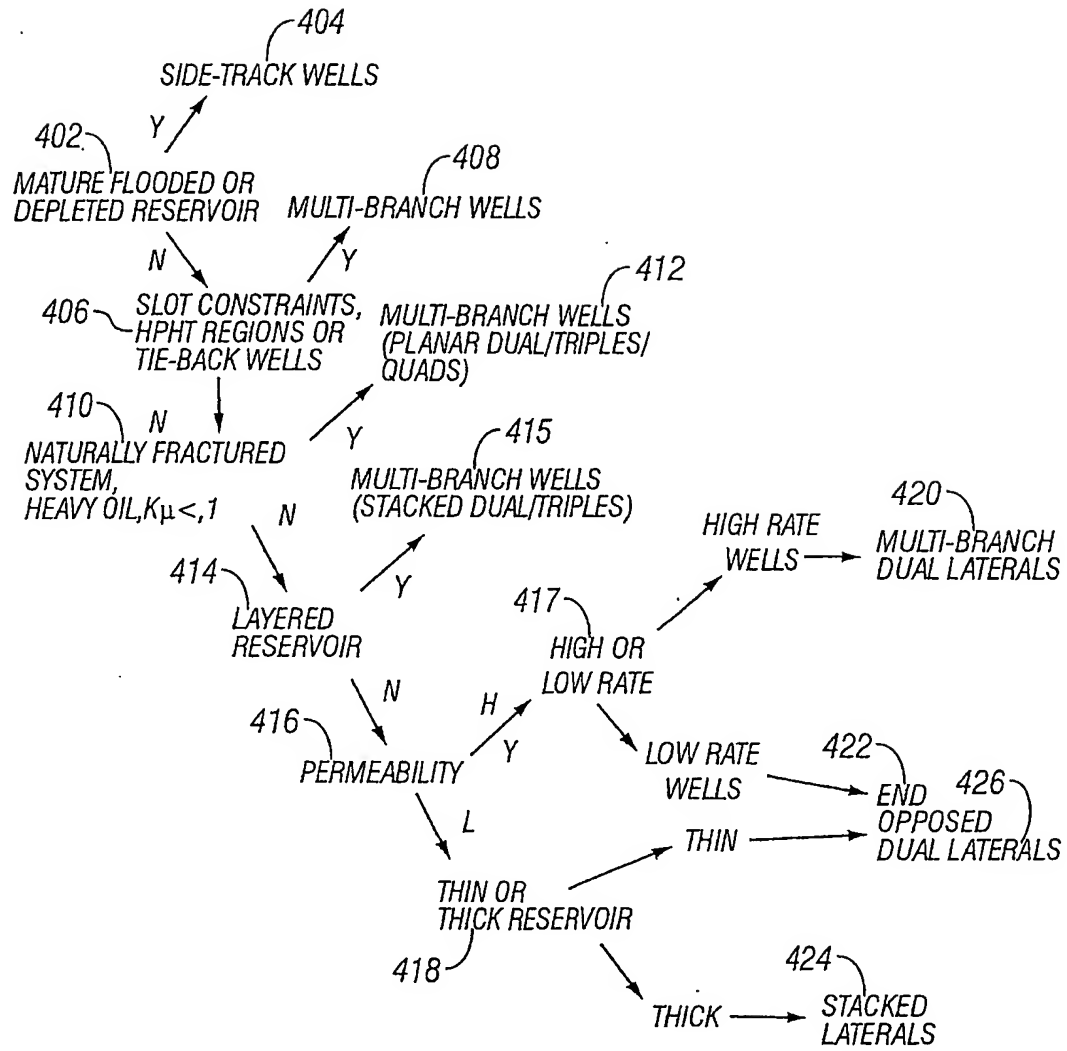 404
SIDE-TRACK WELLS
Y
402
MATURE FLOODED OR
DEPLETED RESERVOIR
408
MULTI-BRANCH WELLS
N
Y
406
SLOT CONSTRAINTS,
HPHT REGIONS OR
TIE-BACK WELLS
412
MULTI-BRANCH WELLS
(PLANAR DUAL/TRIPLES/
QUADS)
410
N
Y
NATURALLY FRACTURED
SYSTEM,
HEAVY OIL,Kμ<,1
415
MULTI-BRANCH WELLS
(STACKED DUAL/TRIPLES)
N
Y
414
LAYERED
RESERVOIR
420
HIGH RATE
WELLS
MULTI-BRANCH
DUAL LATERALS
417
HIGH OR
LOW RATE
N
H
Y
416
PERMEABILITY
LOW RATE
WELLS
422
426
END
OPPOSED
DUAL LATERALS
L
THIN
THIN OR
THICK RESERVOIR
418
424
THICK
STACKED
LATERALS